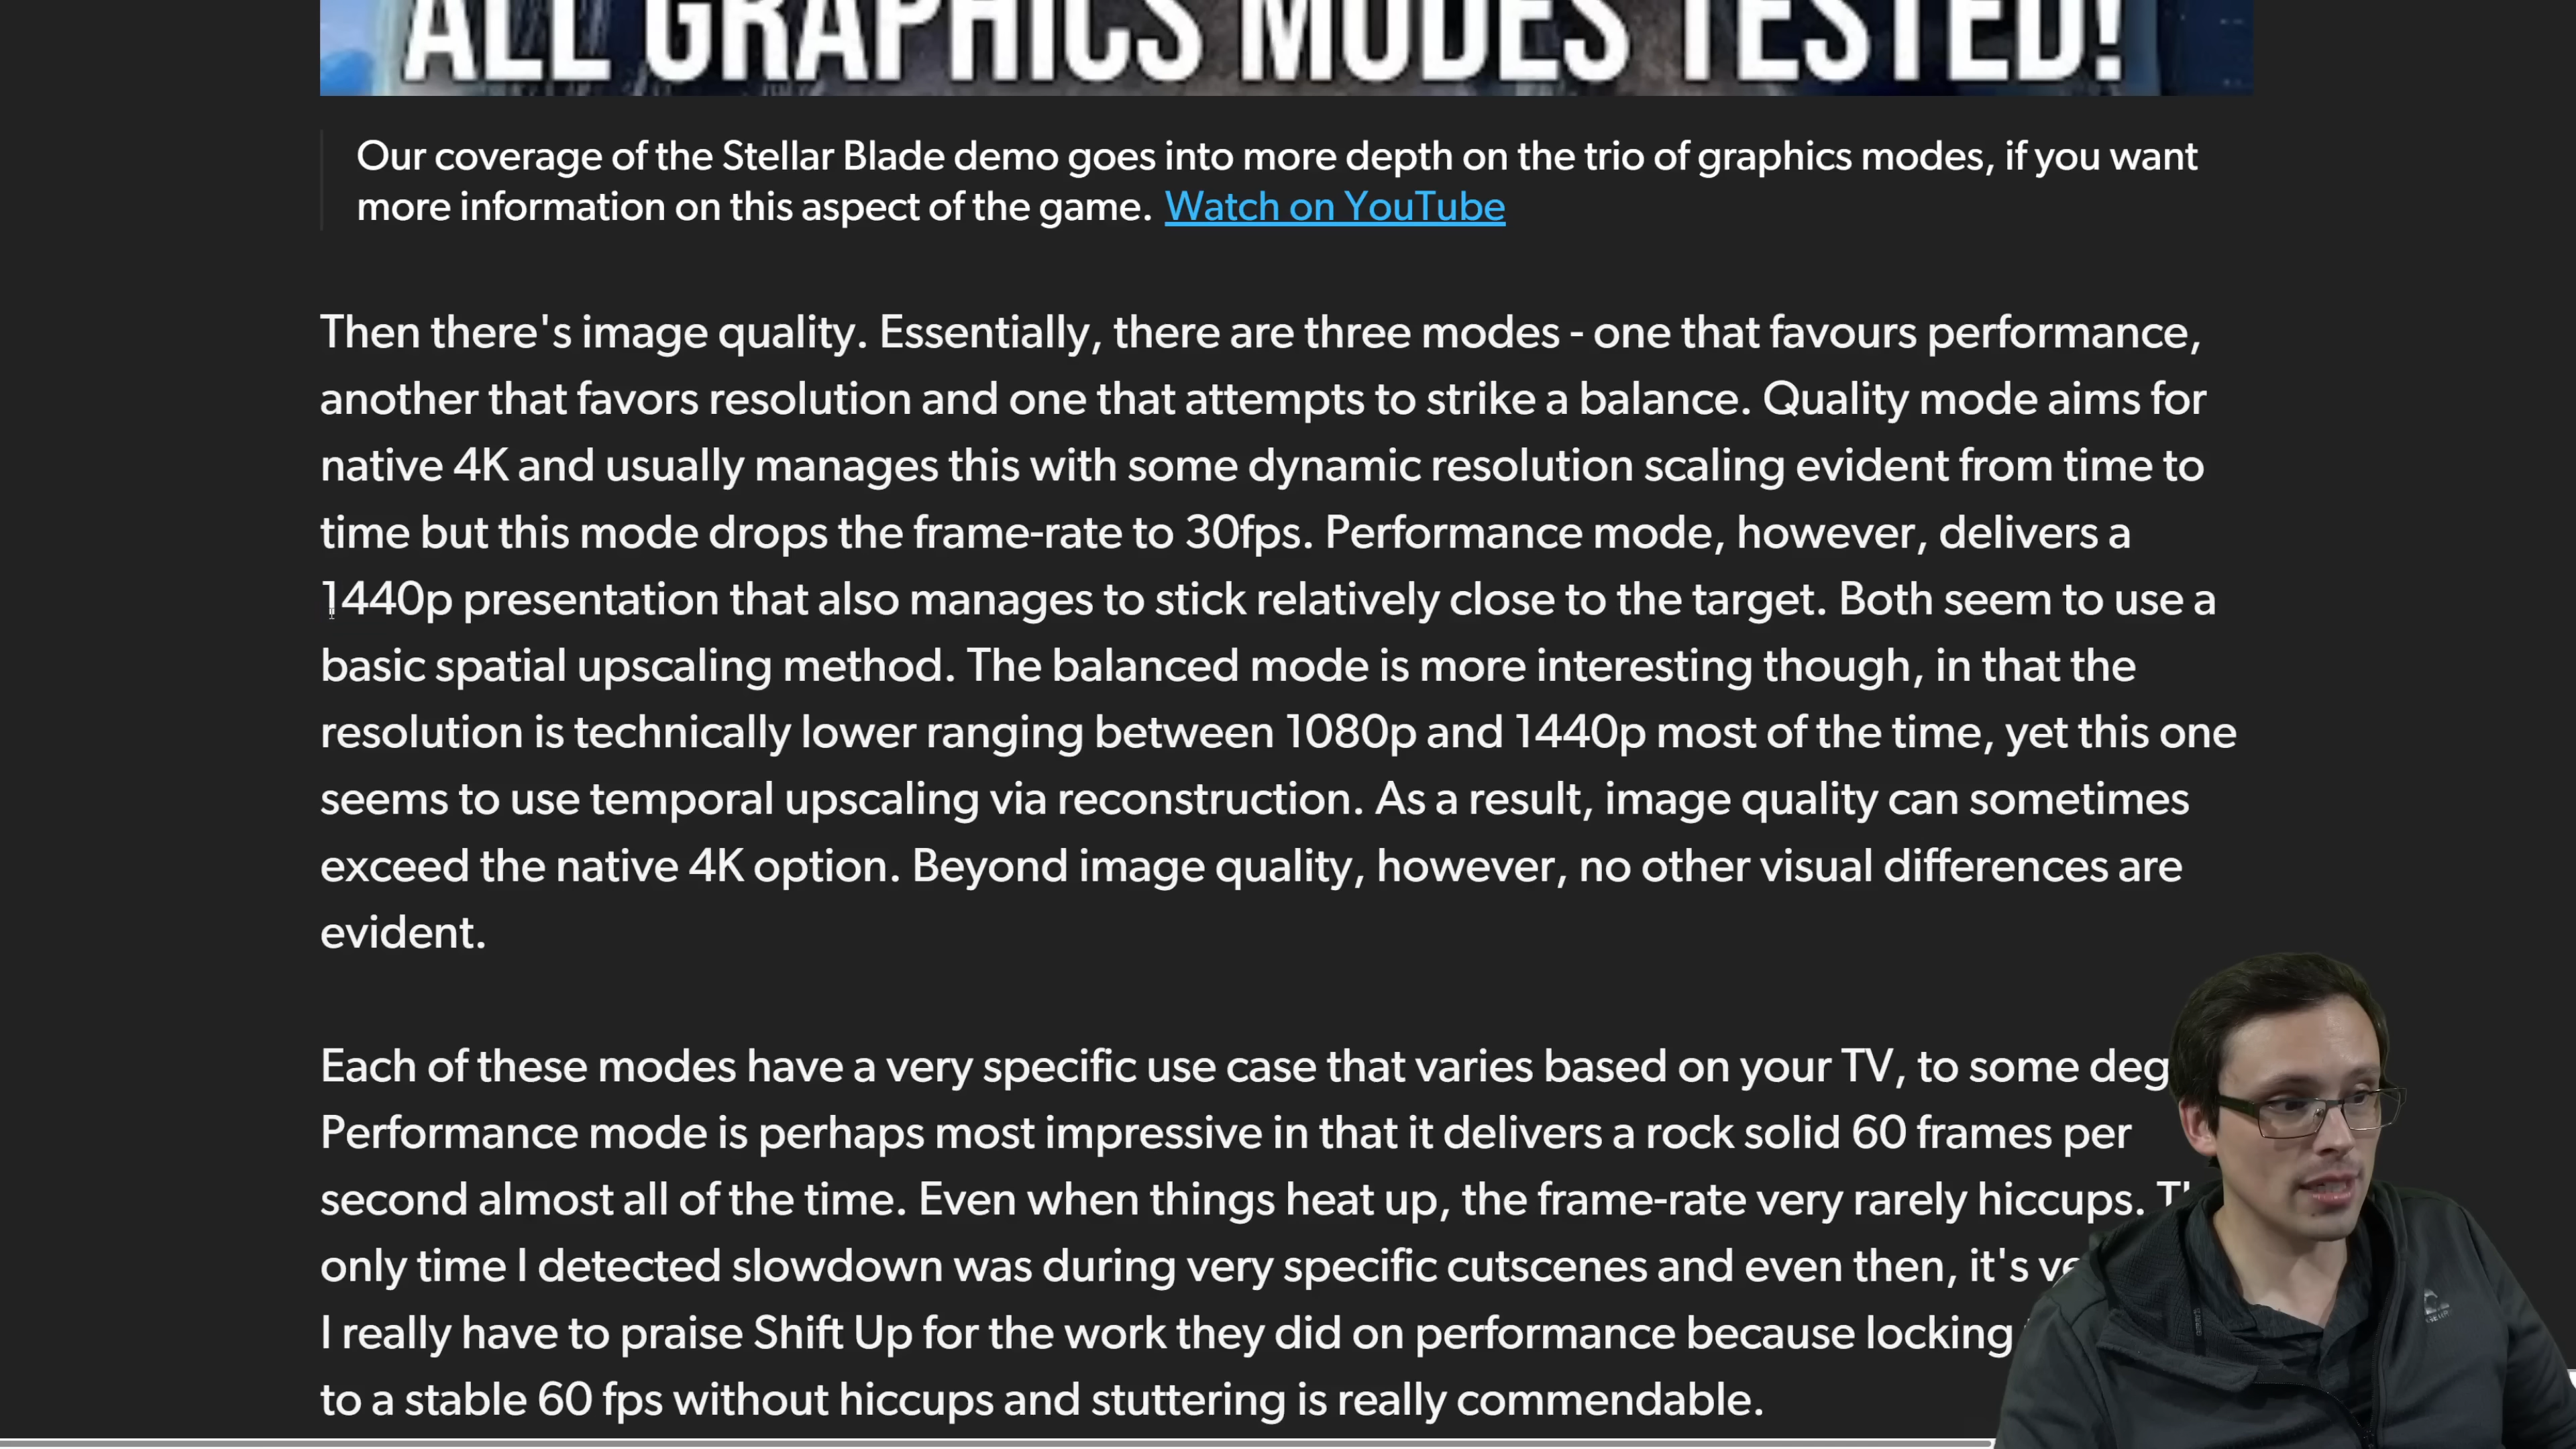 ALL GRAPHICS MODES TESTED!
Our coverage of the Stellar Blade demo goes into more depth on the trio of graphics modes, if you want
more information on this aspect of the game. Watch on YouTube
Then there's image quality. Essentially, there are three modes - one that favours performance,
another that favors resolution and one that attempts to strike a balance. Quality mode aims for
native 4K and usually manages this with some dynamic resolution scaling evident from time to
time but this mode drops the frame-rate to 30fps. Performance mode, however, delivers a
1440p presentation that also manages to stick relatively close to the target. Both seem to use a
basic spatial upscaling method. The balanced mode is more interesting though, in that the
resolution is technically lower ranging between 1080p and 1440p most of the time, yet this one
seems to use temporal upscaling via reconstruction. As a result, image quality can sometimes
exceed the native 4K option. Beyond image quality, however, no other visual differences are
evident.
Each of these modes have a very specific use case that varies based on your TV, to some
Performance mode is perhaps most impressive in that it delivers a rock solid 60 frames per
second almost all of the time. Even when things heat up, the frame-rate very rarely hiccups.
only time I detected slowdown was during very specific cutscenes and even then, it's
I really have to praise Shift Up for the work they did on performance because locking
to a stable 60 fps without hiccups and stuttering is really commendable.